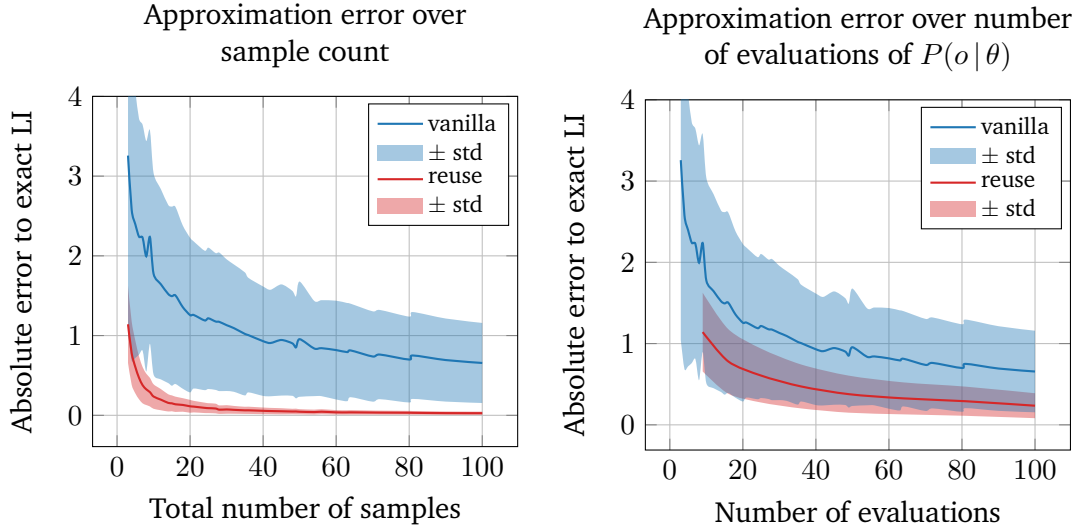 Approximation error over
sample count
Absolute error to exact LI
4
3
2
1
0
vanilla
± std
reuse
± std
0 20 40 60 80 100
Total number of samples
Approximation error over number
of evaluations of P(o | θ)
Absolute error to exact LI
4
3
2
1
0
vanilla
± std
reuse
± std
0 20 40 60 80 100
Number of evaluations